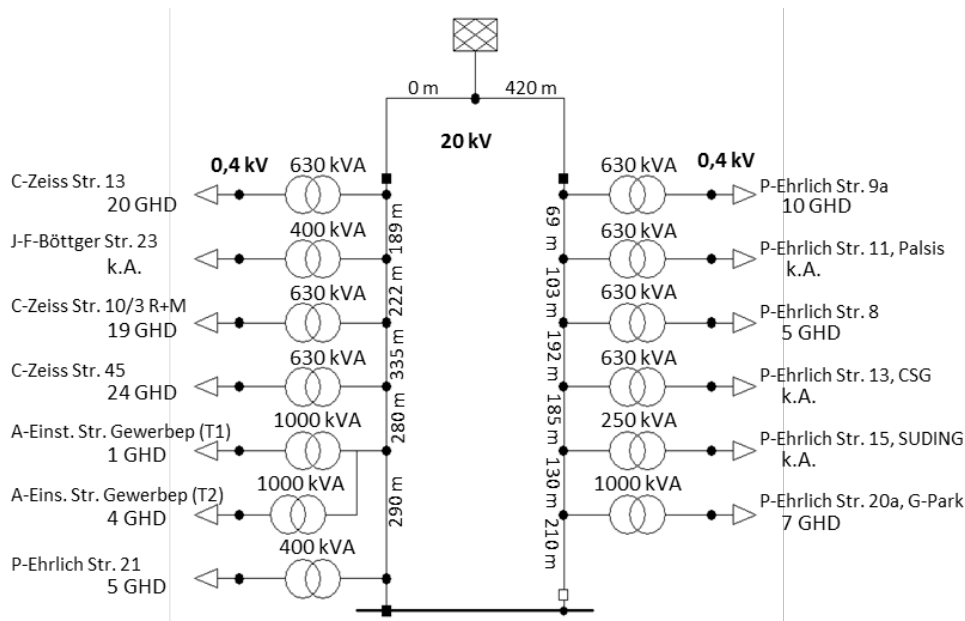 0 m 420 m
20 kV
0,4 kV 630 kVA
C-Zeiss Str. 13
20 GHD
189 m
400 kVA
J-F-Böttger Str. 23
k.A.
222 m
630 kVA
C-Zeiss Str. 10/3 R+M
19 GHD
335 m
630 kVA
C-Zeiss Str. 45
24 GHD
280 m
1000 kVA
A-Einst. Str. Gewerbep (T1)
1 GHD
1000 kVA
A-Eins. Str. Gewerbep (T2)
4 GHD
290 m
400 kVA
P-Ehrlich Str. 21
5 GHD
630 kVA 0,4 kV
P-Ehrlich Str. 9a
10 GHD
69 m
630 kVA
P-Ehrlich Str. 11, Palsis
k.A.
103 m
630 kVA
P-Ehrlich Str. 8
5 GHD
192 m
630 kVA
P-Ehrlich Str. 13, CSG
k.A.
185 m
250 kVA
P-Ehrlich Str. 15, SUDING
k.A.
130 m
1000 kVA
P-Ehrlich Str. 20a, G-Park
7 GHD
210 m